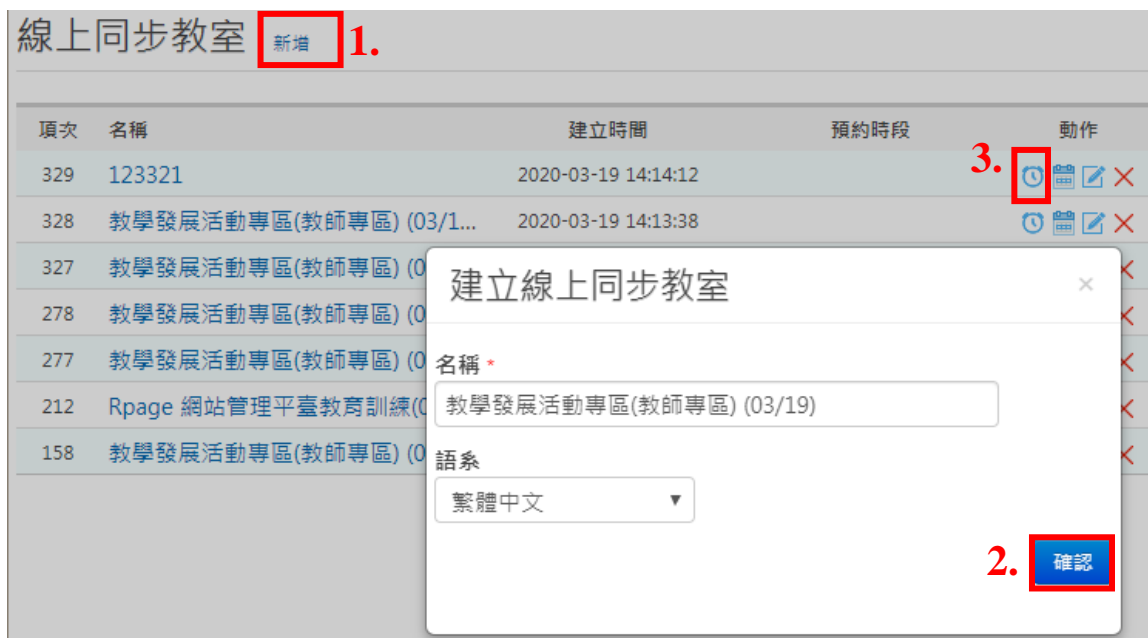 線上同步教室 新增 1.
項次 名稱 建立時間 預約時段 動作
329 123321 2020-03-19 14:14:12 3.
328 教學發展活動專區(教師專區) (03/1... 2020-03-19 14:13:38
327 教學發展活動專區(教師專區) (0
278 教學發展活動專區(教師專區) (0
277 教學發展活動專區(教師專區) (0
212 Rpage 網站管理平臺教育訓練(0
158 教學發展活動專區(教師專區) (0
建立線上同步教室 ×
名稱 *
教學發展活動專區(教師專區) (03/19)
語系
繁體中文
2. 確認